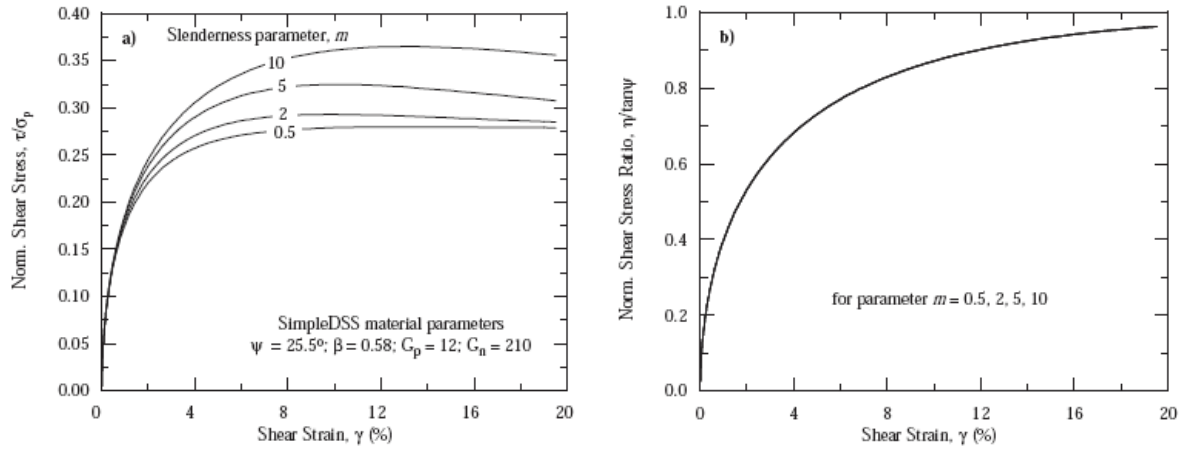 a)
Slenderness parameter, m
10
5
2
0.5
SimpleDSS material parameters
ψ = 25.5º; β = 0.58; Gp = 12; Gn = 210
Norm. Shear Stress, τ/σp
0.40
0.35
0.30
0.25
0.20
0.15
0.10
0.05
0.00
0 4 8 12 16 20
Shear Strain, γ (%)
b)
for parameter m = 0.5, 2, 5, 10
Norm. Shear Stress Ratio, η/tanψ
1.0
0.8
0.6
0.4
0.2
0.0
0 4 8 12 16 20
Shear Strain, γ (%)